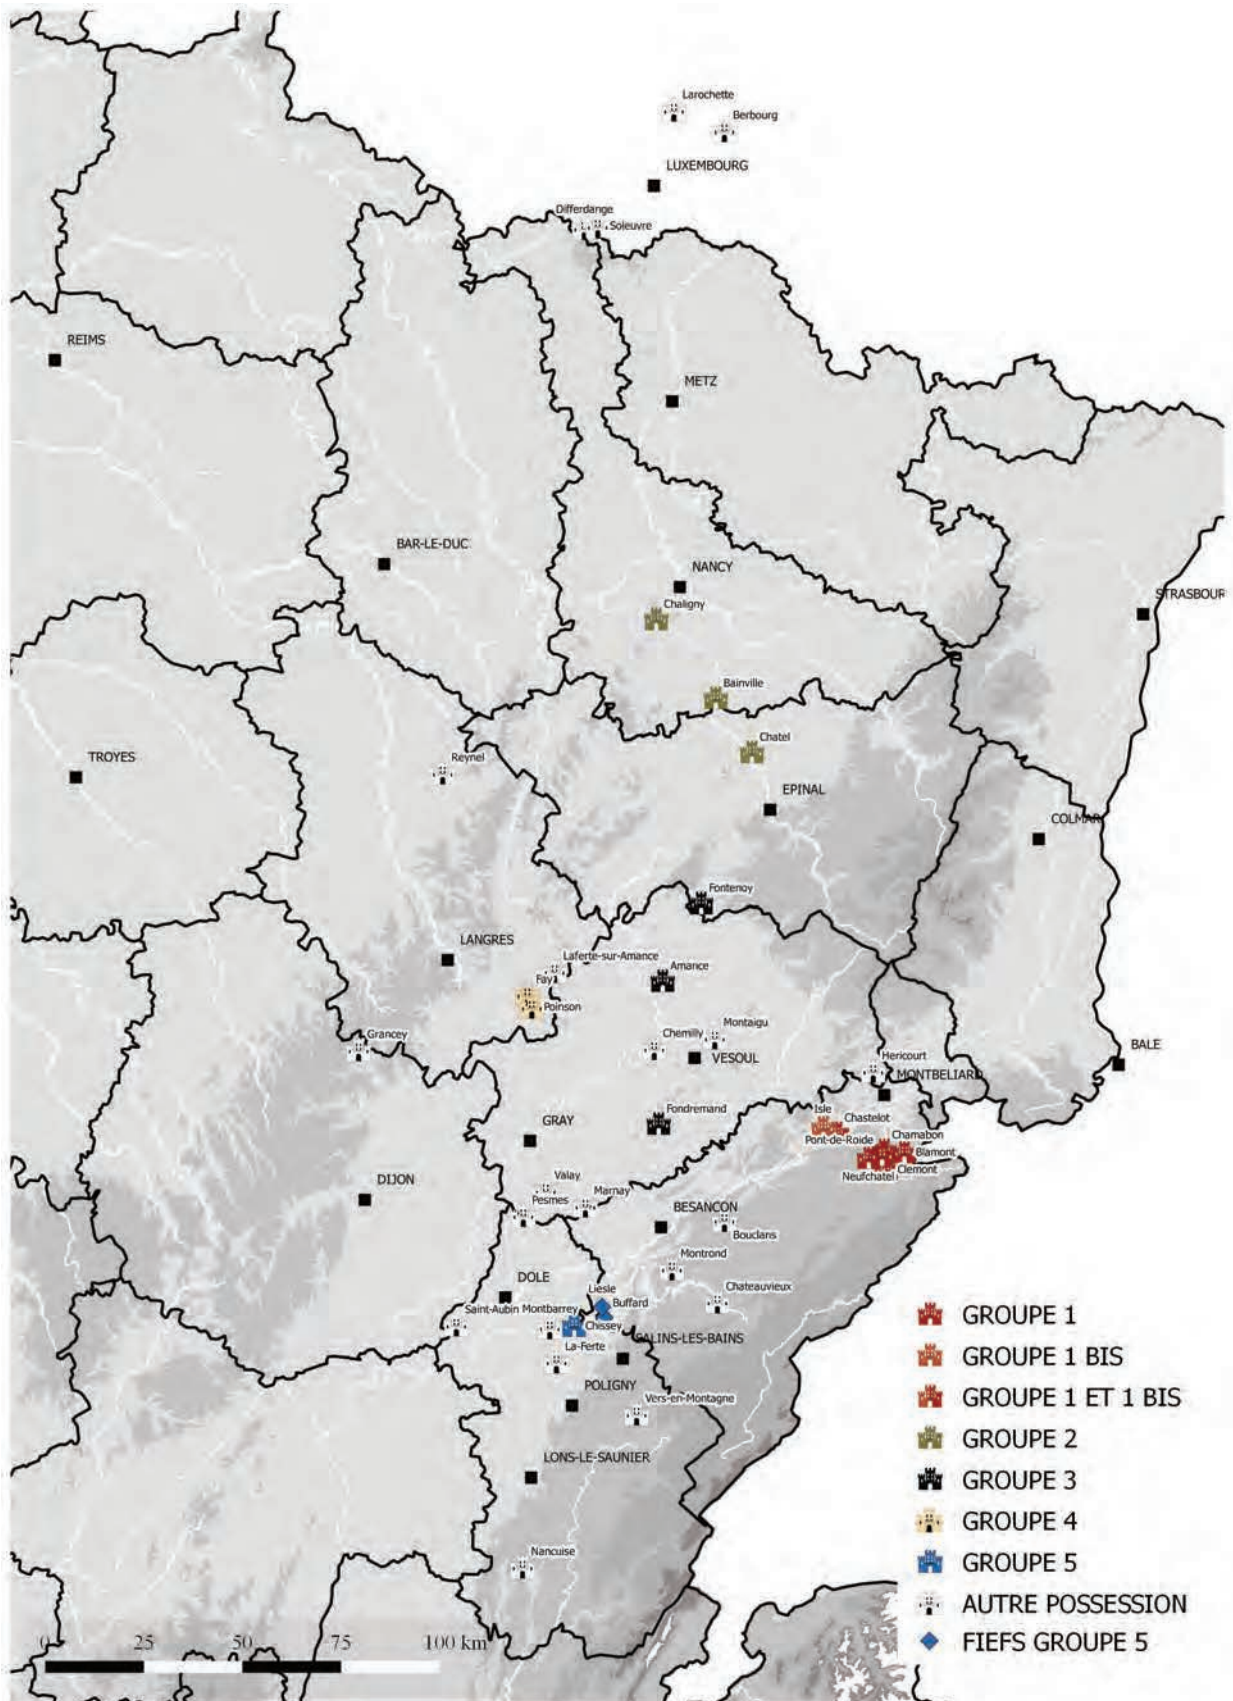 Larochette
Berbourg
LUXEMBOURG
Differdange
Soleuvre
REIMS
METZ
BAR-LE-DUC
NANCY
Chaligny
STRASBOUR
Bainville
Chatel
TROYES
Reynel
EPINAL
COLMAR
Fontenoy
LANGRES
Laferte-sur-Amance
Amance
Fay
Poinson
Grancey
Chemilly
Montaigu
VESOUL
Hericourt
MONTBELIARD
BALE
GRAY
Fondremand
Isle
Chastelot
Pont-de-Roide
Chamabon
Blamont
Clemont
Neufchatel
DIJON
Valay
Pesmes
Marnay
BESANCON
Bouclans
Montrond
DOLE
Liesle
Buffard
Chateauvieux
Saint-Aubin
Montbarrey
Chissey
SALINS-LES-BAINS
La-Ferte
POLIGNY
Vers-en-Montagne
LONS-LE-SAUNIER
Nancuise
GROUPE 1
GROUPE 1 BIS
GROUPE 1 ET 1 BIS
GROUPE 2
GROUPE 3
GROUPE 4
GROUPE 5
AUTRE POSSESSION
FIEFS GROUPE 5
0 25 50 75 100 km